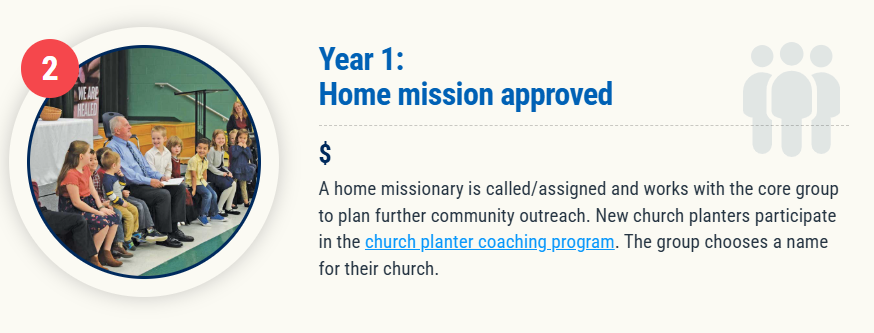 2
WE ARE
HEALED
Year 1:
Home mission approved
$
A home missionary is called/assigned and works with the core group
to plan further community outreach. New church planters participate
in the church planter coaching program. The group chooses a name
for their church.